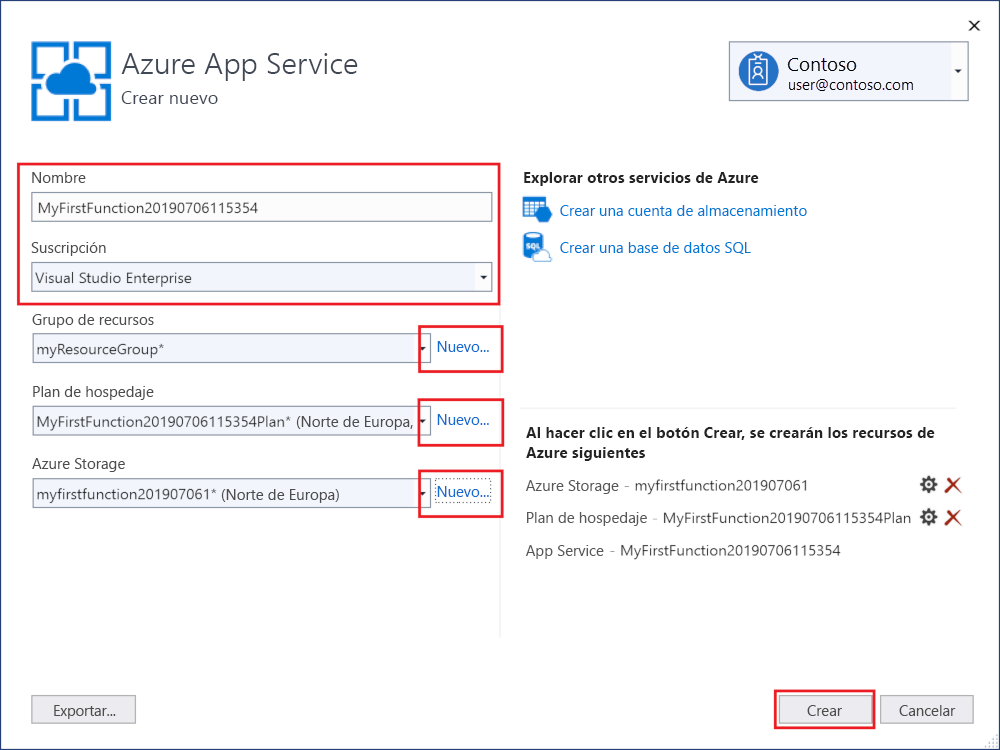 Azure App Service
Crear nuevo
Contoso
user@contoso.com
Nombre
MyFirstFunction20190706115354
Suscripción
Visual Studio Enterprise
Grupo de recursos
myResourceGroup*
Nuevo...
Plan de hospedaje
MyFirstFunction20190706115354Plan* (Norte de Europa,
Nuevo...
Azure Storage
myfirstfunction201907061* (Norte de Europa)
Nuevo...
Explorar otros servicios de Azure
Crear una cuenta de almacenamiento
SQL
Crear una base de datos SQL
Al hacer clic en el botón Crear, se crearán los recursos de
Azure siguientes
Azure Storage - myfirstfunction201907061
Plan de hospedaje - MyFirstFunction20190706115354Plan
App Service - MyFirstFunction20190706115354
Exportar...
Crear
Cancelar